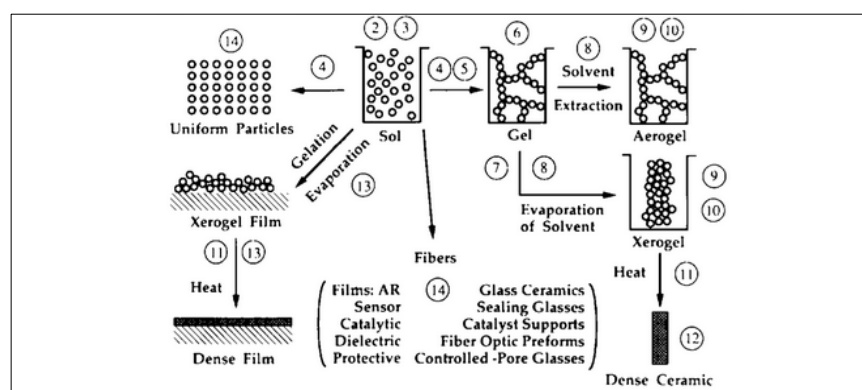 14
2 3
6
9 10
4
4 5
8
Solvent
Extraction
Uniform Particles
Sol
Gel
Aerogel
Gelation
Evaporation
13
7
8
9
10
Xerogel Film
Evaporation
of Solvent
Xerogel
11 13
Fibers
Heat
Heat
11
14
Films: AR
Sensor
Catalytic
Dielectric
Protective
Glass Ceramics
Sealing Glasses
Catalyst Supports
Fiber Optic Preforms
Controlled -Pore Glasses
12
Dense Film
Dense Ceramic